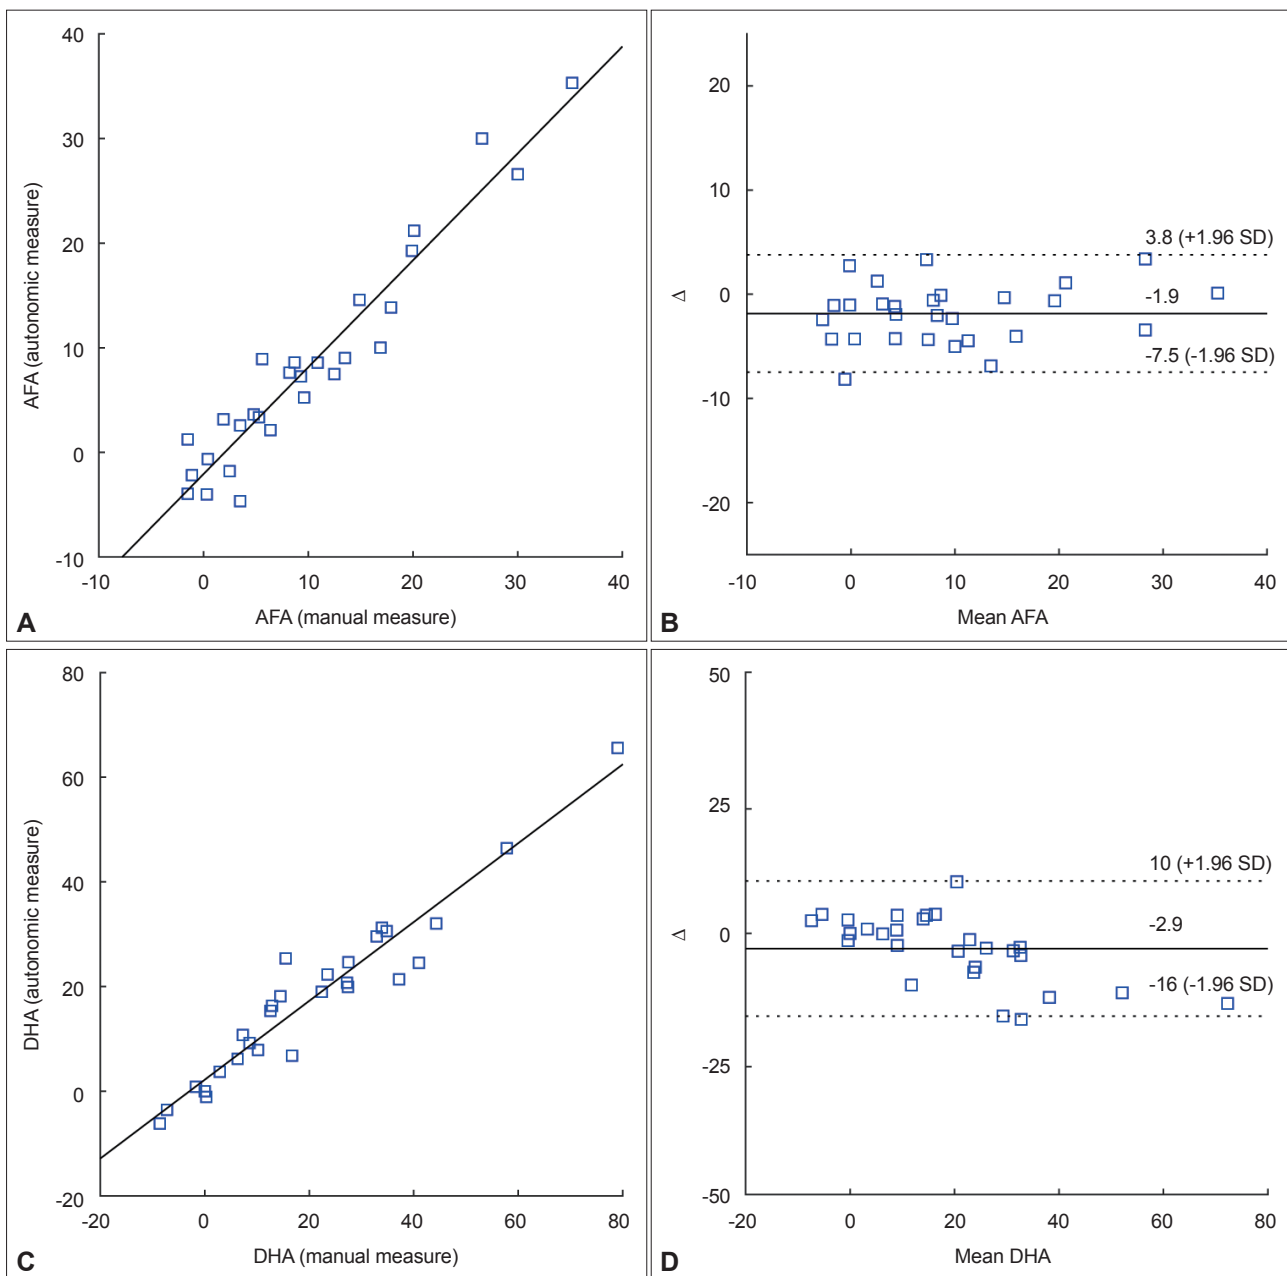 40
30
20
10
0
-10
-10 0 10 20 30 40
AFA (autonomic measure)
AFA (manual measure)
A
20
10
0
-10
-20
-10 0 10 20 30 40
Δ
3.8 (+1.96 SD)
-1.9
-7.5 (-1.96 SD)
Mean AFA
B
80
60
40
20
0
-20
-20 0 20 40 60 80
DHA (autonomic measure)
DHA (manual measure)
C
50
25
0
-25
-50
-20 0 20 40 60 80
Δ
10 (+1.96 SD)
-2.9
-16 (-1.96 SD)
Mean DHA
D